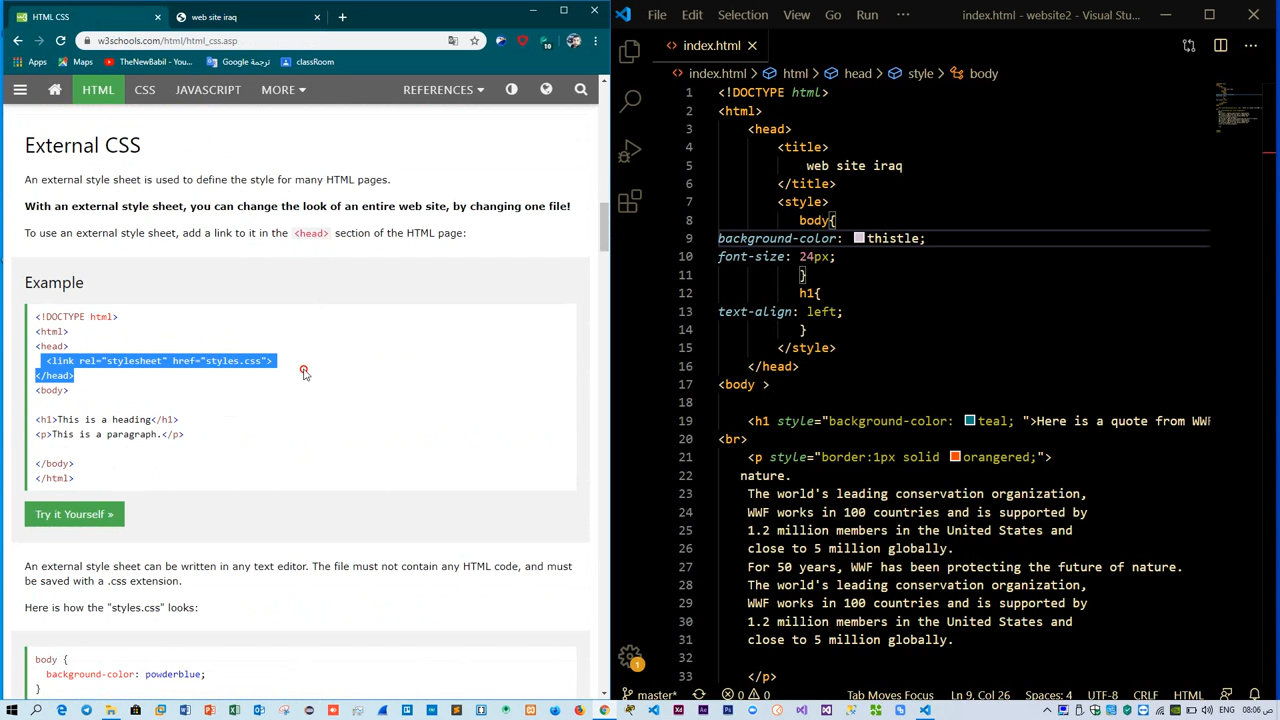 HTML CSS
web site iraq
w3schools.com/html/html_css.asp
Apps
Maps
TheNewBabil - You...
ترجمة Google
classRoom
HTML
CSS
JAVASCRIPT
MORE
REFERENCES
External CSS
An external style sheet is used to define the style for many HTML pages.
With an external style sheet, you can change the look of an entire web site, by changing one file!
To use an external style sheet, add a link to it in the <head> section of the HTML page:
Example
<!DOCTYPE html>
<html>
<head>
<link rel="stylesheet" href="styles.css">
</head>
<body>
<h1>This is a heading</h1>
<p>This is a paragraph.</p>
</body>
</html>
Try it Yourself »
An external style sheet can be written in any text editor. The file must not contain any HTML code, and must
be saved with a .css extension.
Here is how the "styles.css" looks:
body {
background-color: powderblue;
}
File Edit Selection View Go Run ··· index.html - website2 - Visual Stu...
index.html
index.html > html > head > style > body
1 <!DOCTYPE html>
2 <html>
3 <head>
4 <title>
5 web site iraq
6 </title>
7 <style>
8 body{
9 background-color: thistle;
10 font-size: 24px;
11 }
12 h1{
13 text-align: left;
14 }
15 </style>
16 </head>
17 <body >
18
19 <h1 style="background-color: teal; ">Here is a quote from WWF
20 <br>
21 <p style="border:1px solid orangered;">
22 nature.
23 The world's leading conservation organization,
24 WWF works in 100 countries and is supported by
25 1.2 million members in the United States and
26 close to 5 million globally.
27 For 50 years, WWF has been protecting the future of nature.
28 The world's leading conservation organization,
29 WWF works in 100 countries and is supported by
30 1.2 million members in the United States and
31 close to 5 million globally.
32
33 </p>
1
master* 0 0 Tab Moves Focus Ln 9, Col 26 Spaces: 4 UTF-8 CRLF HTML
ENG 08:06 ص